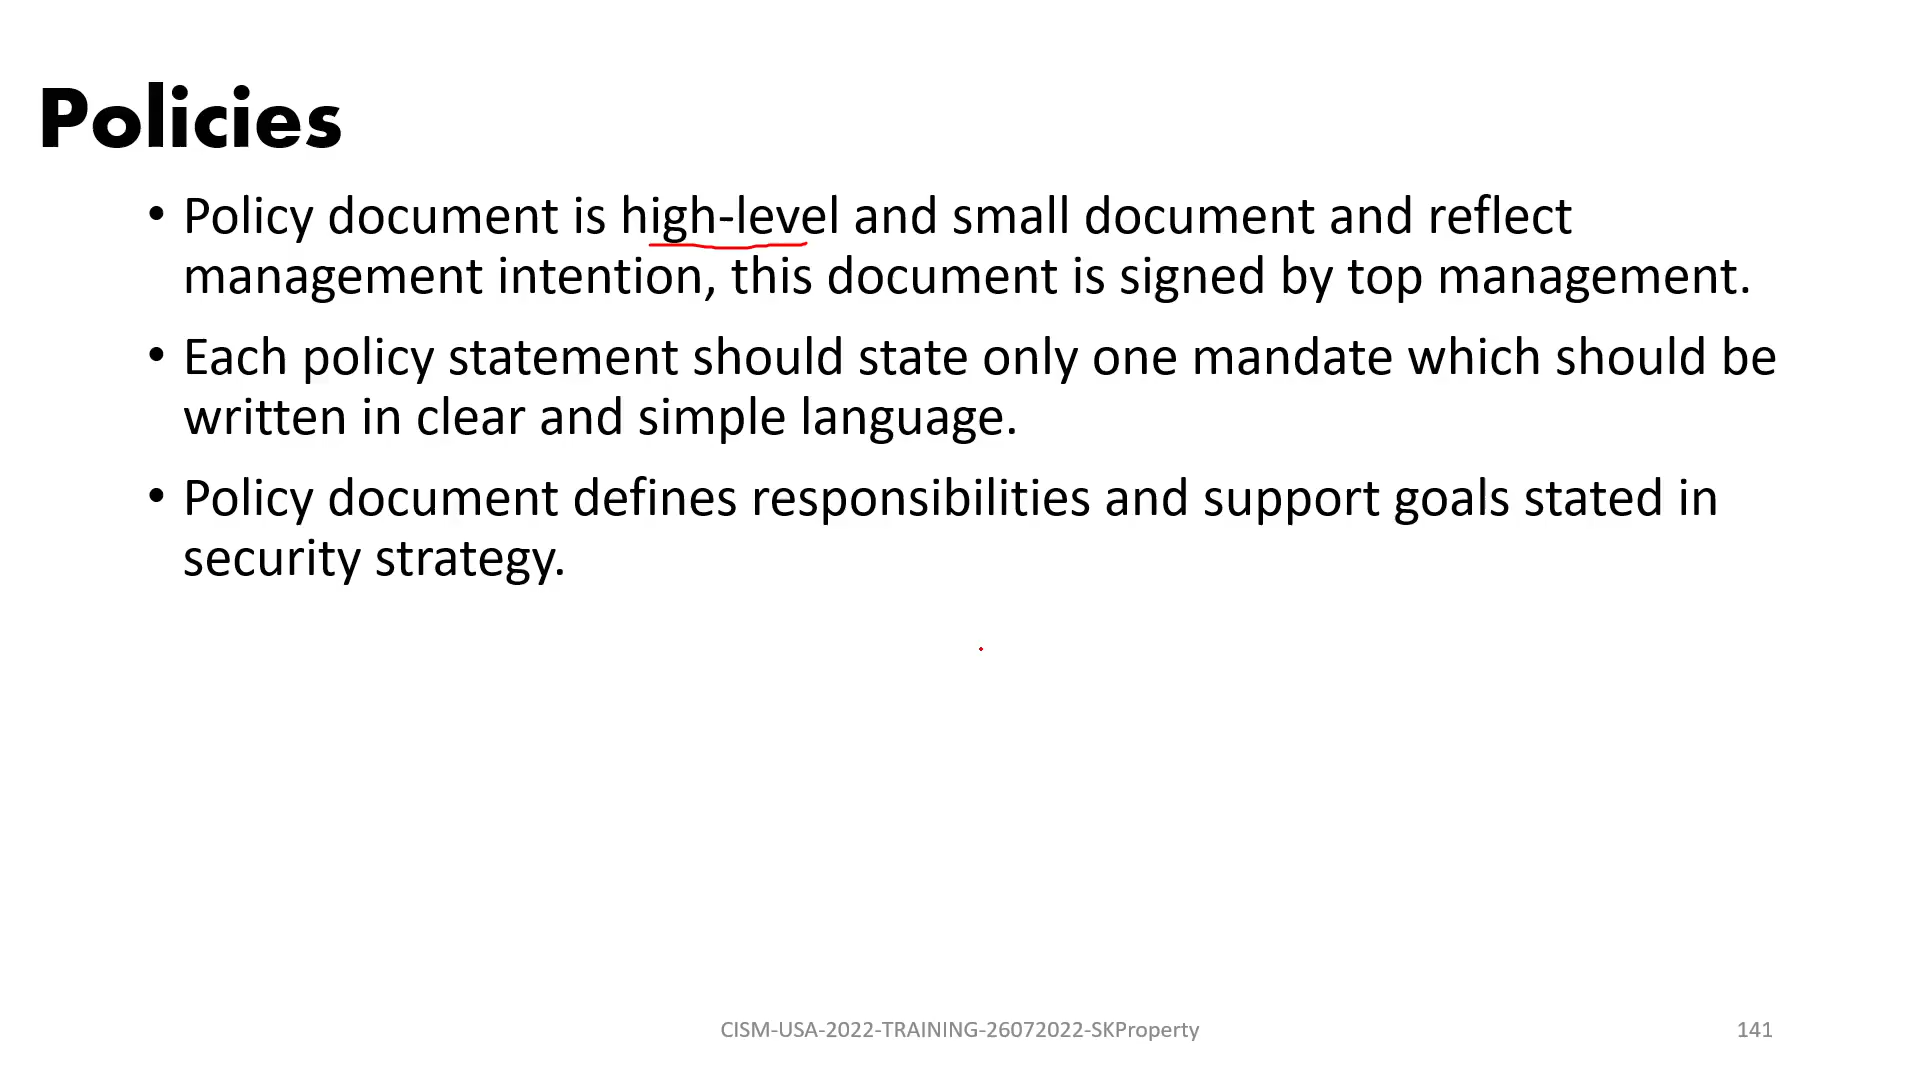 Policies
• Policy document is high-level and small document and reflect
management intention, this document is signed by top management.
• Each policy statement should state only one mandate which should be
written in clear and simple language.
• Policy document defines responsibilities and support goals stated in
security strategy.
CISM-USA-2022-TRAINING-26072022-SKProperty
141